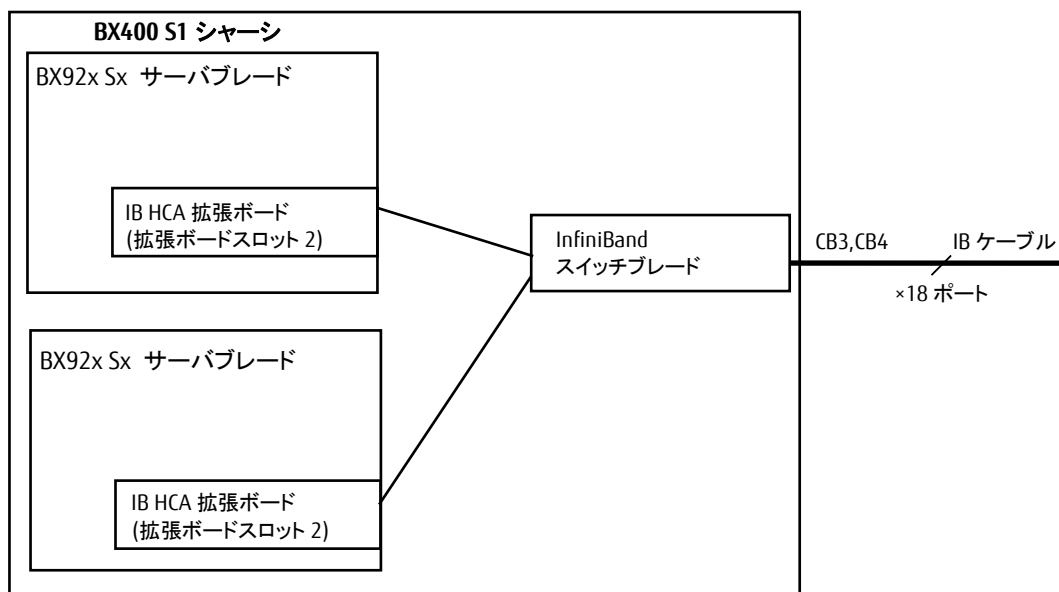 BX400 S1 シャーシ
BX92x Sx サーバブレード
IB HCA 拡張ボード
(拡張ボードスロット 2)
InfiniBand
スイッチブレード
CB3,CB4
IB ケーブル
×18 ポート
BX92x Sx サーバブレード
IB HCA 拡張ボード
(拡張ボードスロット 2)